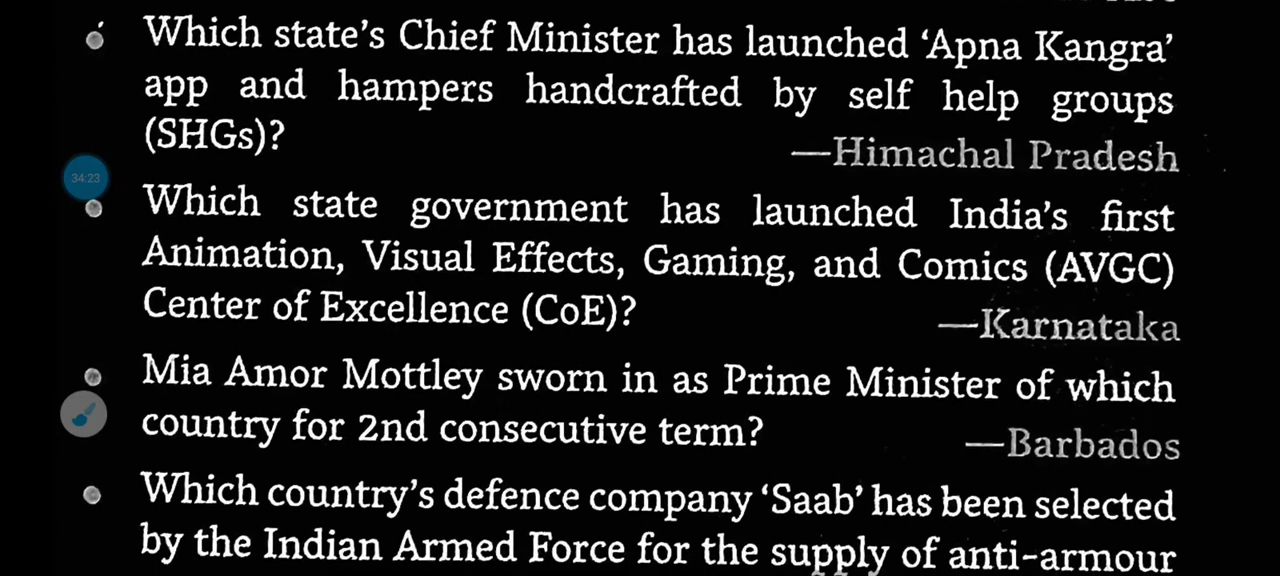 Which state's Chief Minister has launched 'Apna Kangra'
app and hampers handcrafted by self help groups
(SHGs)?
—Himachal Pradesh
34:23
Which state government has launched India's first
Animation, Visual Effects, Gaming, and Comics (AVGC)
Center of Excellence (CoE)?
—Karnataka
Mia Amor Mottley sworn in as Prime Minister of which
country for 2nd consecutive term?
—Barbados
Which country's defence company 'Saab' has been selected
by the Indian Armed Force for the supply of anti-armour